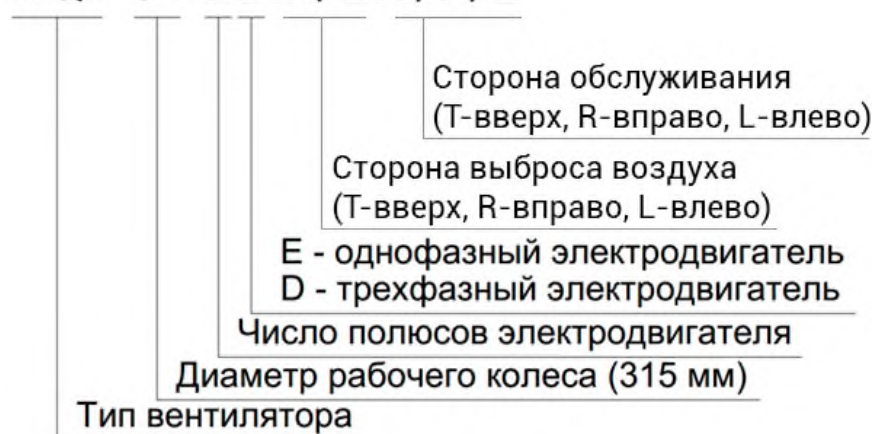 Сторона обслуживания
(T-вверх, R-вправо, L-влево)
Сторона выброса воздуха
(T-вверх, R-вправо, L-влево)
E - однофазный электродвигатель
D - трехфазный электродвигатель
Число полюсов электродвигателя
Диаметр рабочего колеса (315 мм)
Тип вентилятора